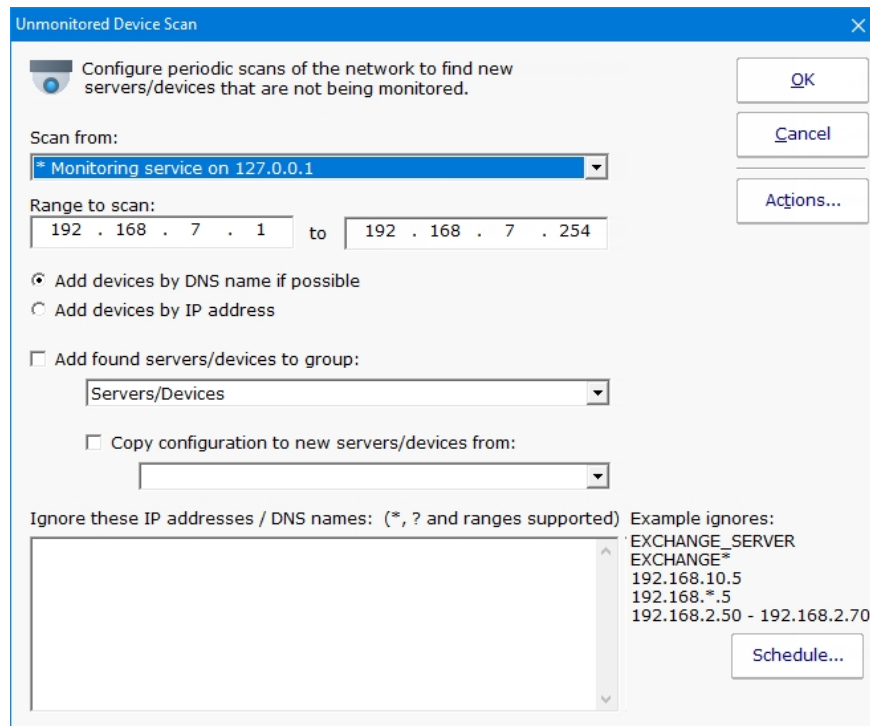 Unmonitored Device Scan
Configure periodic scans of the network to find new
servers/devices that are not being monitored.
OK
Cancel
Actions...
Scan from:
* Monitoring service on 127.0.0.1
Range to scan:
192 . 168 . 7 . 1 to 192 . 168 . 7 . 254
Add devices by DNS name if possible
Add devices by IP address
Add found servers/devices to group:
Servers/Devices
Copy configuration to new servers/devices from:
Ignore these IP addresses / DNS names: (*, ? and ranges supported)
Example ignores:
EXCHANGE_SERVER
EXCHANGE*
192.168.10.5
192.168.*.5
192.168.2.50 - 192.168.2.70
Schedule...